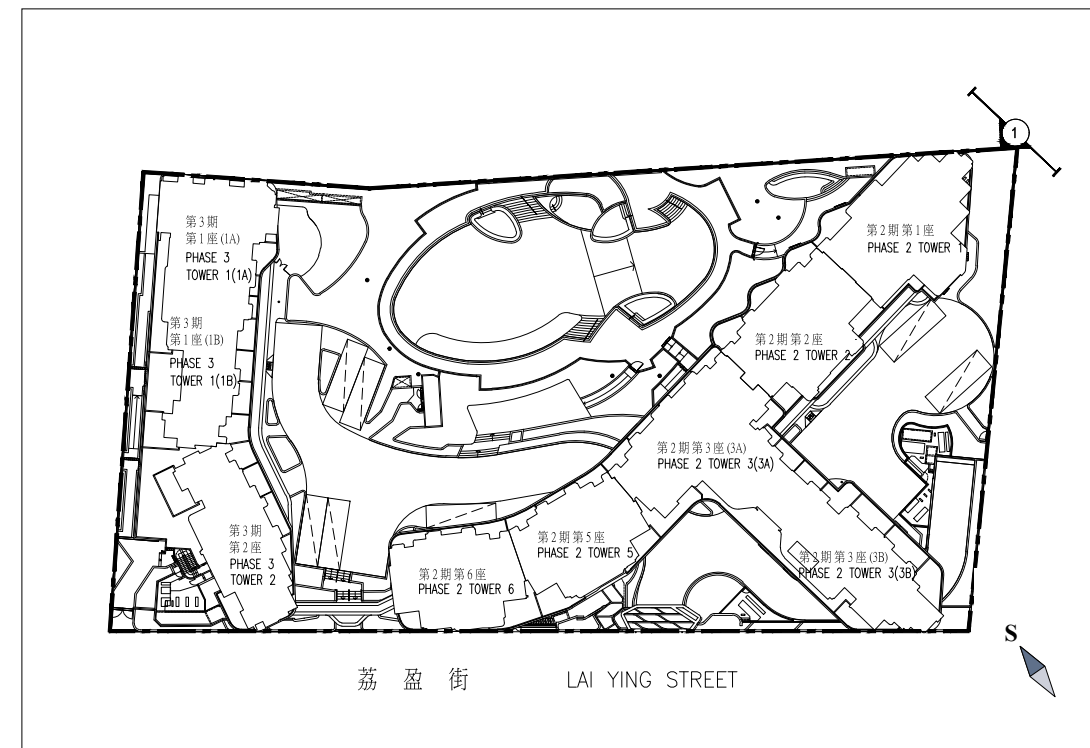 1
第2期第1座
PHASE 2 TOWER 1
第3期
第1座(1A)
PHASE 3
TOWER 1(1A)
第3期
第1座(1B)
PHASE 3
TOWER 1(1B)
第2期第2座
PHASE 2 TOWER 2
第2期第3座(3A)
PHASE 2 TOWER 3(3A)
第3期
第2座
PHASE 3
TOWER 2
第2期第5座
PHASE 2 TOWER 5
第2期第6座
PHASE 2 TOWER 6
第2期第3座(3B)
PHASE 2 TOWER 3(3B)
S
荔盈街 LAI YING STREET